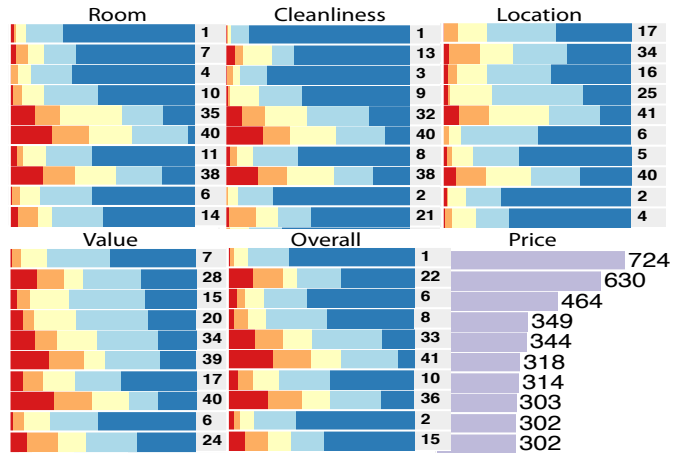 Room Cleanliness Location
1 1 17
7 13 34
4 3 16
10 9 25
35 32 41
40 40 6
11 8 5
38 38 40
6 2 2
14 21 4
Value Overall Price
7 1 724
28 22 630
15 6 464
20 8 349
34 33 344
39 41 318
17 10 314
40 36 303
6 2 302
24 15 302